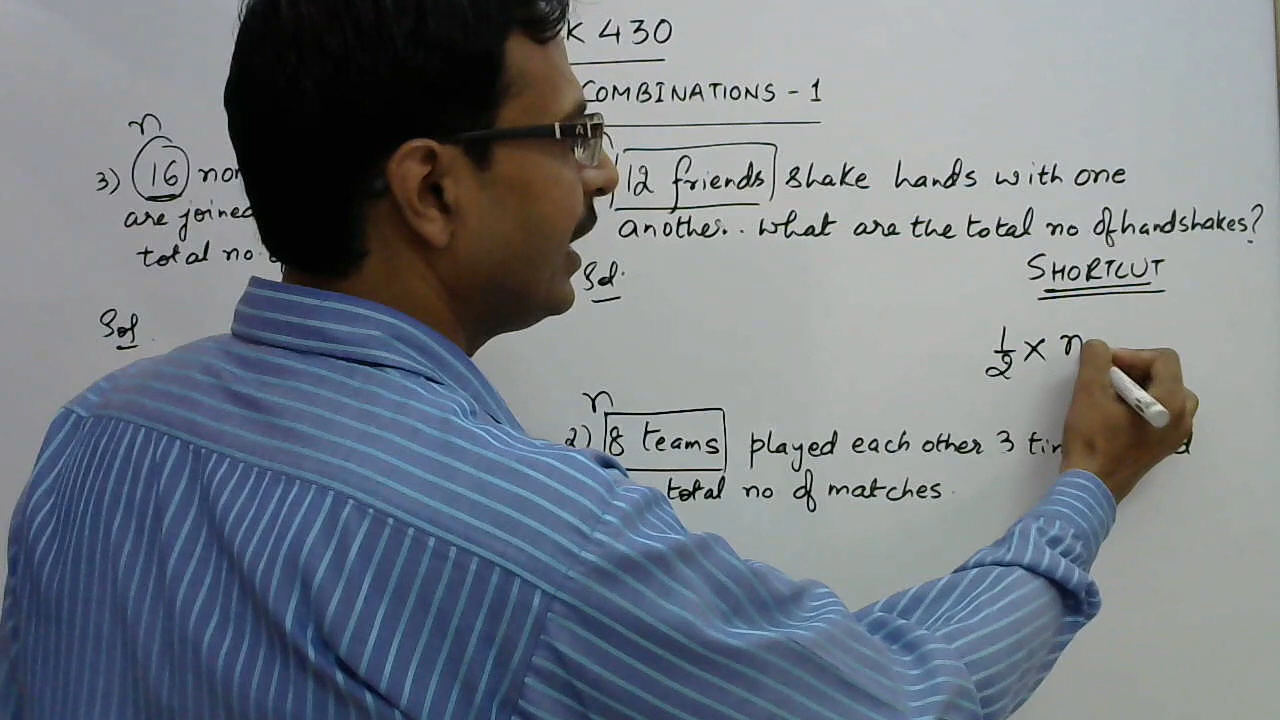 K 430
COMBINATIONS - 1
n
3) 16 non
are joined
total no.
Sol.
12 friends shake hands with one
another. What are the total no of handshakes?
Sol.
SHORTCUT
1/2 × n
n
2) 8 teams played each other 3
total no of matches.